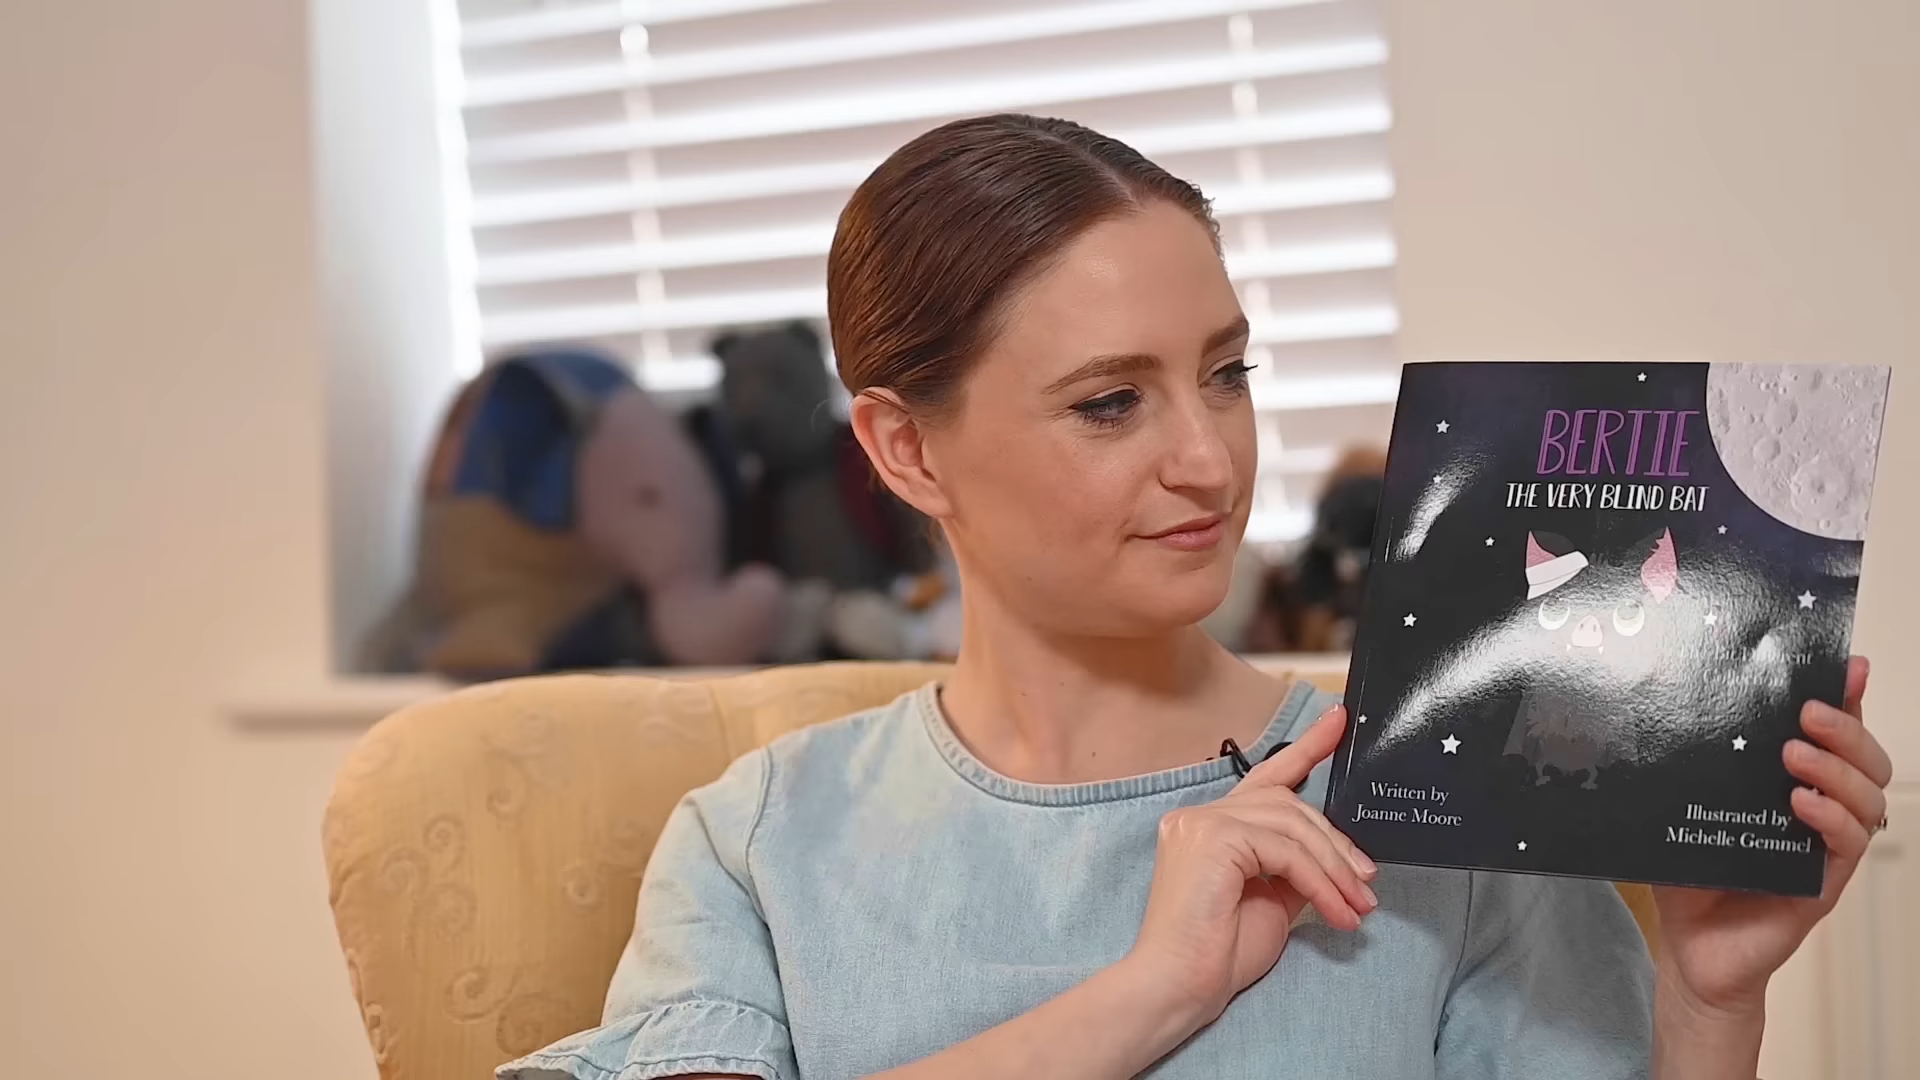 BERTIE
THE VERY BLIND BAT
Written by
Joanne Moore
Illustrated by
Michelle Gemmel